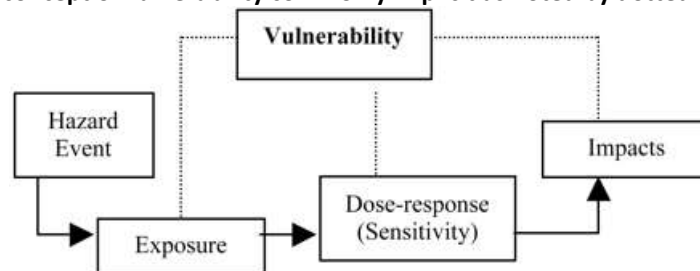 Vulnerability
Hazard
Event
Impacts
Dose-response
(Sensitivity)
Exposure